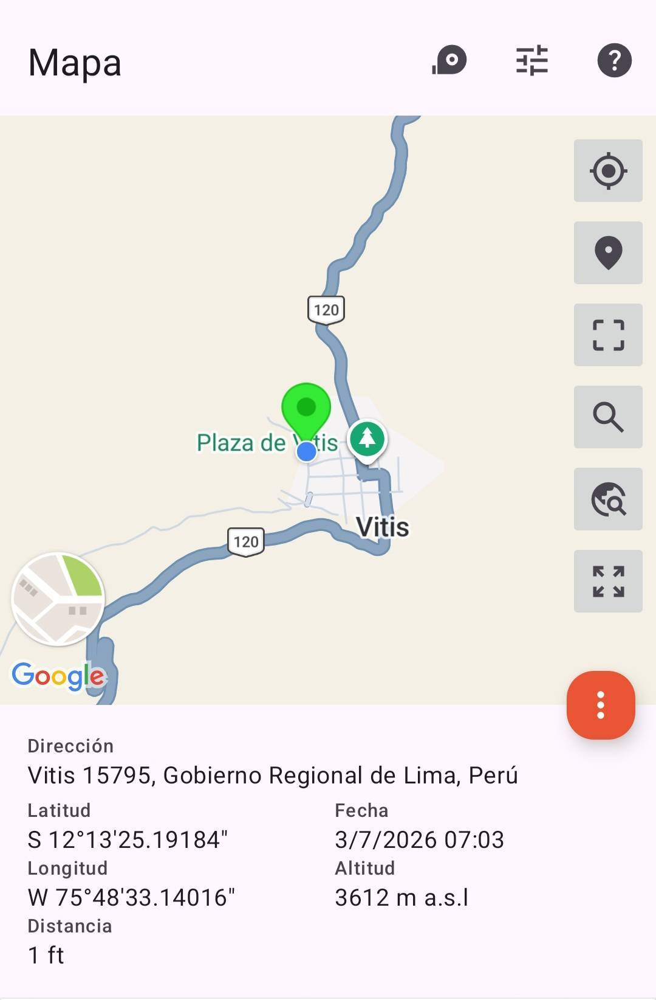 Mapa
120
Plaza de Vitis
Vitis
120
Google
Dirección
Vitis 15795, Gobierno Regional de Lima, Perú
Latitud
Fecha
S 12°13'25.19184"
3/7/2026 07:03
Longitud
Altitud
W 75°48'33.14016"
3612 m a.s.l
Distancia
1 ft